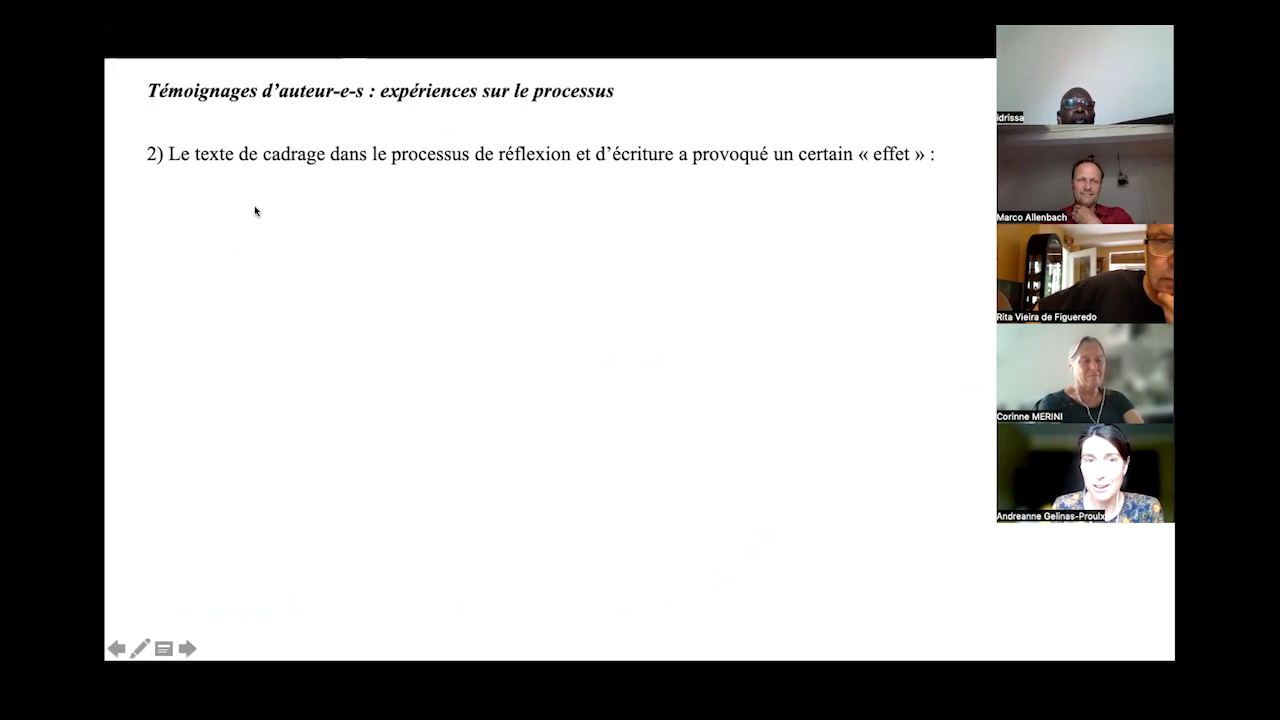 Témoignages d’auteur-e-s : expériences sur le processus
2) Le texte de cadrage dans le processus de réflexion et d’écriture a provoqué un certain « effet » :
idrissa
Marco Allenbach
Rita Vieira de Figueredo
Corinne MERINI
Andreanne Gelinas-Proulx